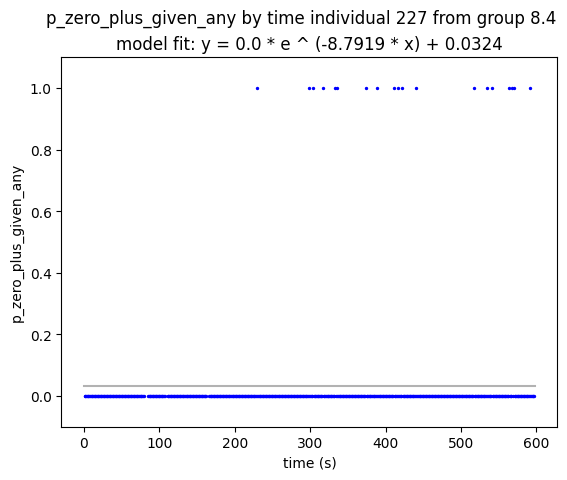 p_zero_plus_given_any by time individual 227 from group 8.4
model fit: y = 0.0 * e ^ (-8.7919 * x) + 0.0324
1.0
0.8
0.6
0.4
0.2
0.0
p_zero_plus_given_any
0 100 200 300 400 500 600
time (s)